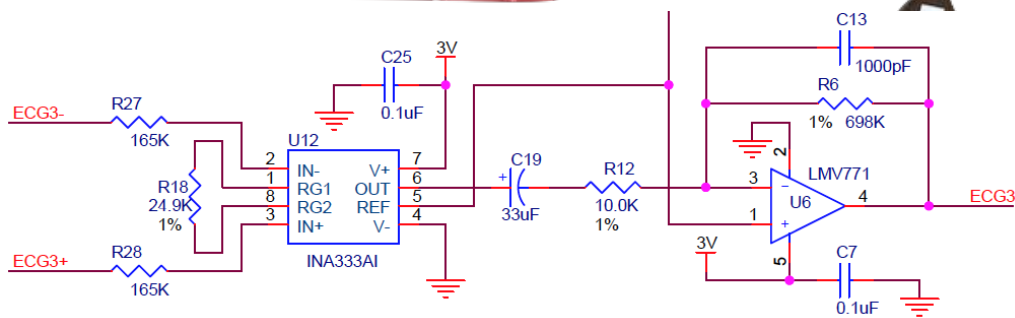 C13
1000pF
R6
1% 698K
3V
C25
0.1uF
ECG3-
R27
165K
U12
2 IN- V+ 7
1 RG1 OUT 6
8 RG2 REF 5
3 IN+ V- 4
INA333AI
R18
24.9K
1%
ECG3+
R28
165K
+
C19
33uF
R12
10.0K
1%
2
LMV771
3 −
U6
1 +
4
ECG3
5
3V
C7
0.1uF